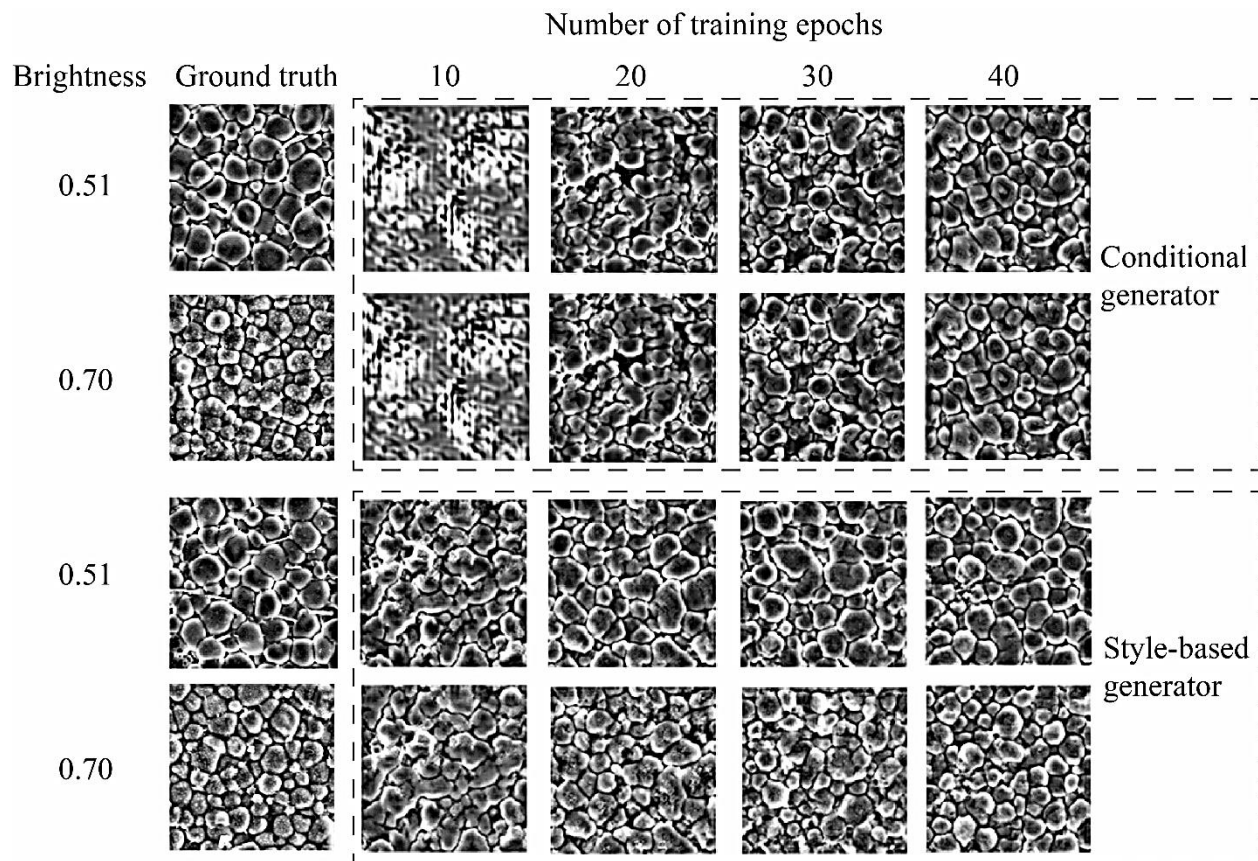 Number of training epochs
Brightness Ground truth 10 20 30 40
0.51
Conditional
generator
0.70
0.51
Style-based
generator
0.70